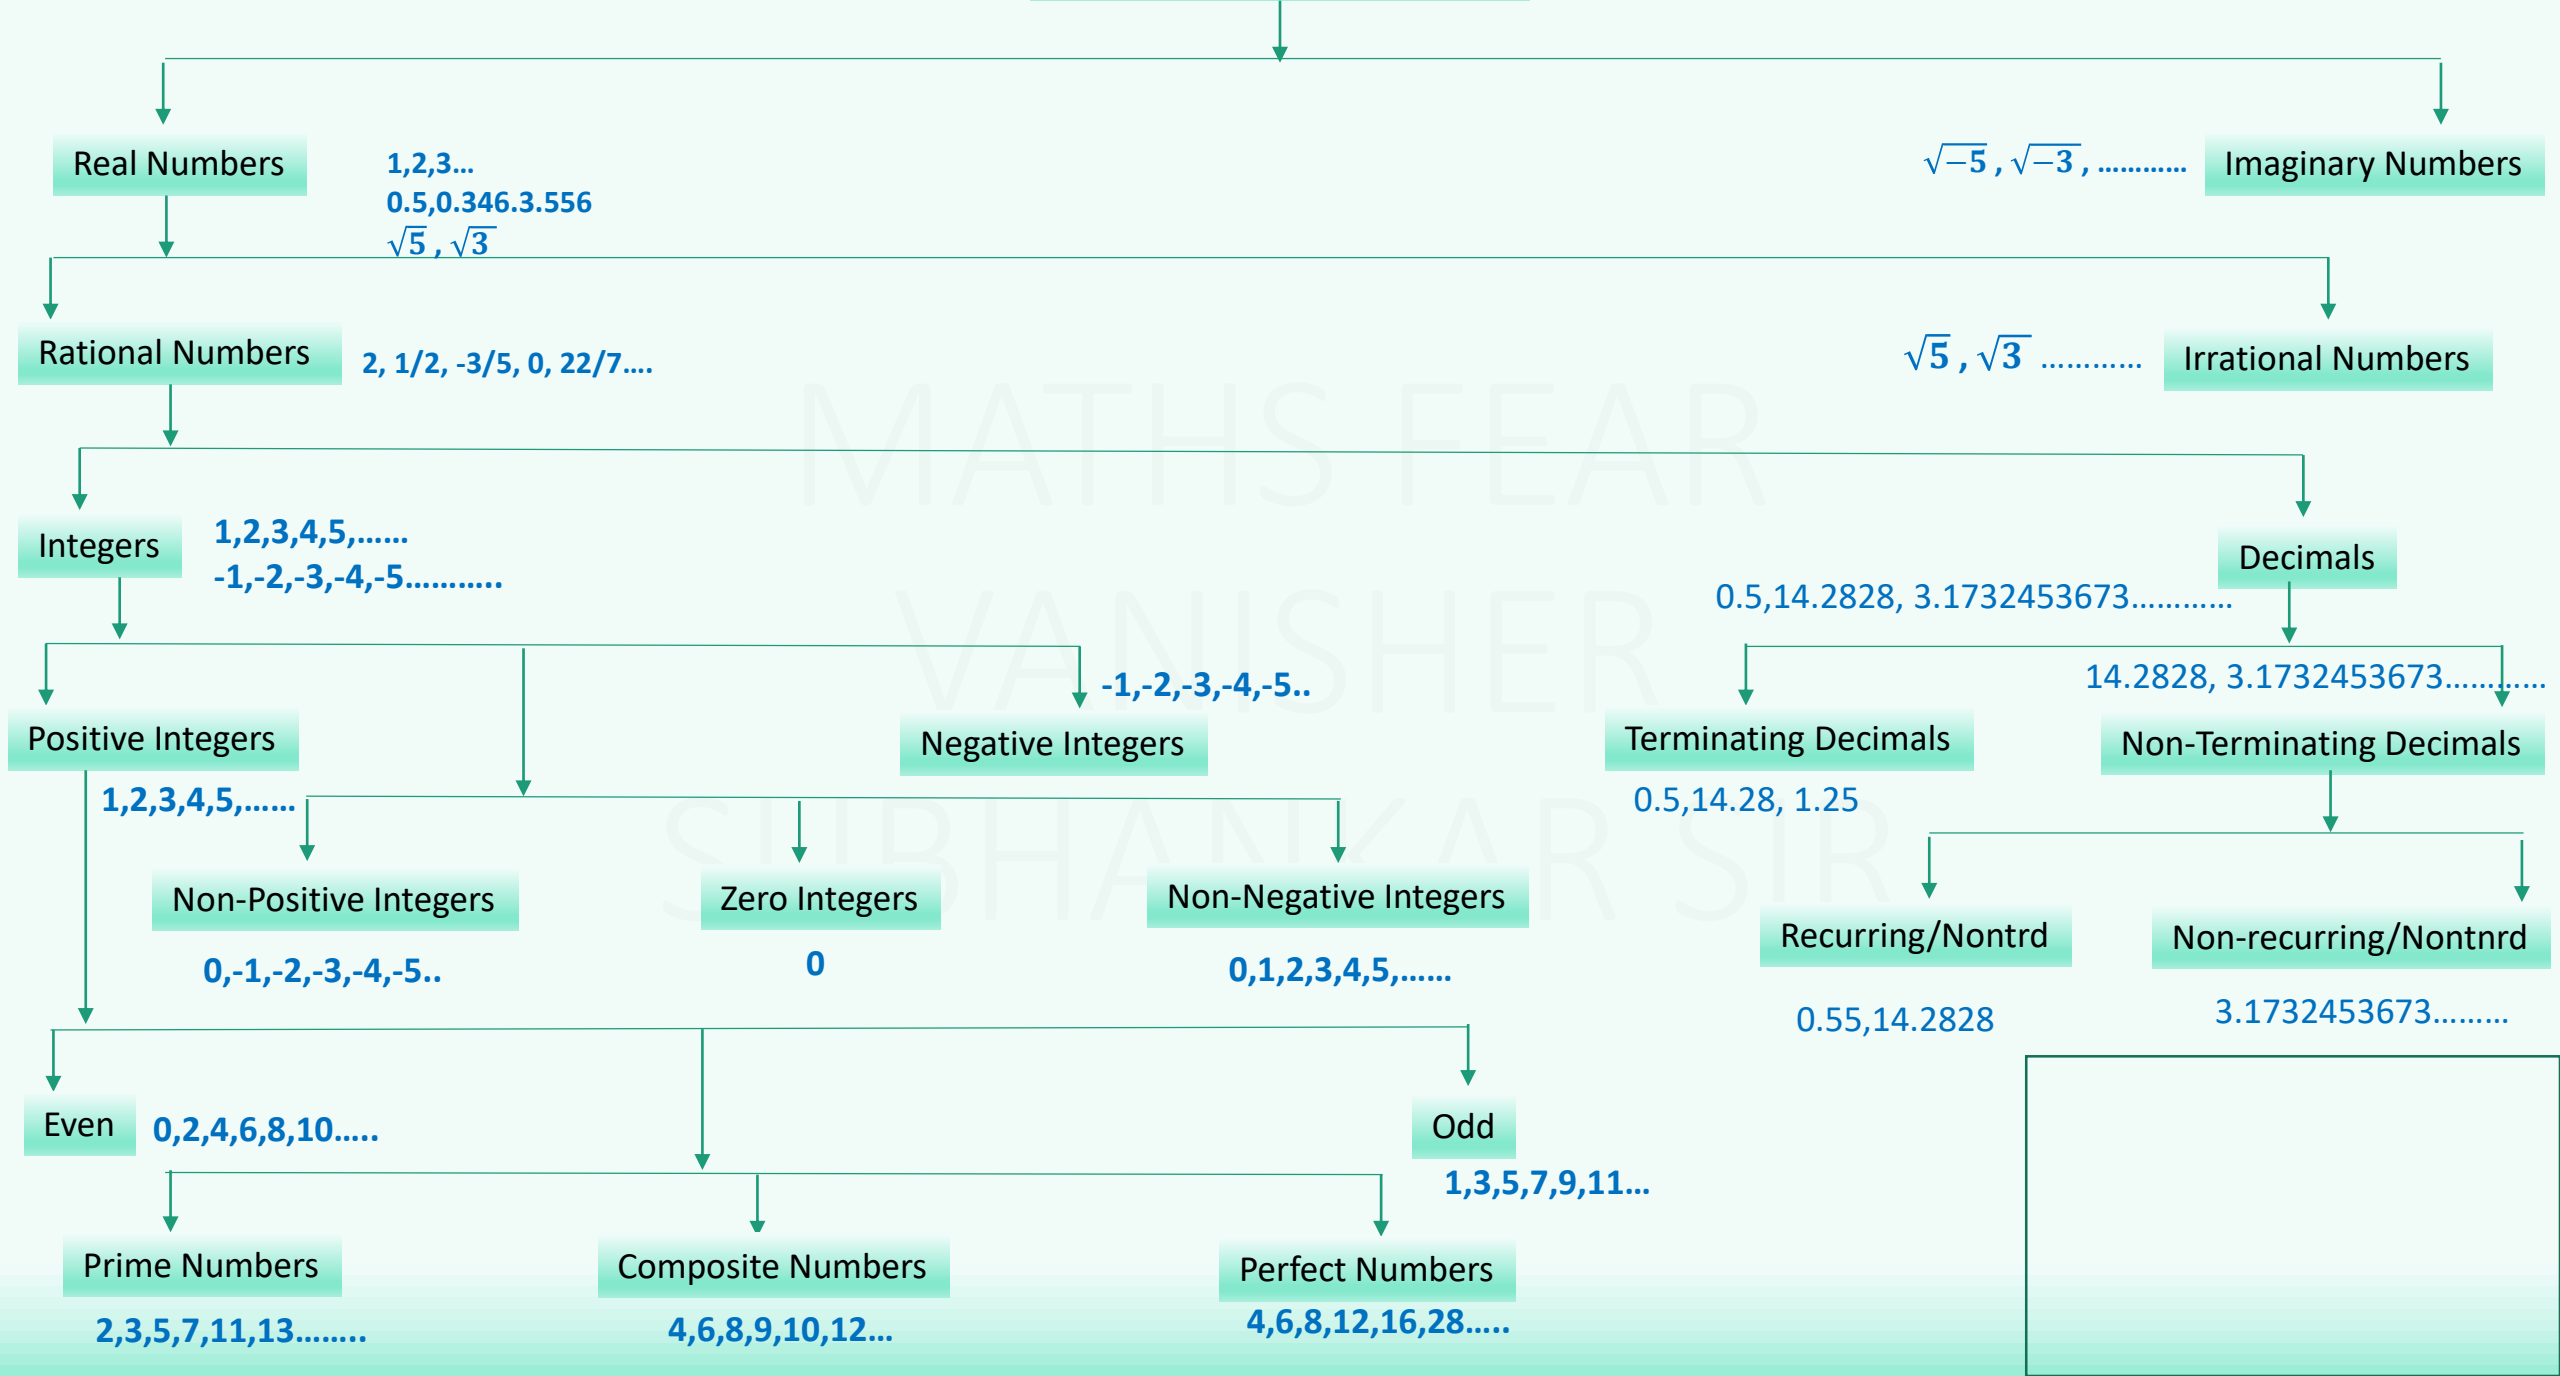 Real Numbers
1,2,3...
0.5,0.346.3.556
√5 , √3
√−5 , √−3 , ............
Imaginary Numbers
Rational Numbers
2, 1/2, -3/5, 0, 22/7....
√5 , √3 ............
Irrational Numbers
MATHS FEAR
VANISHER
SUBHANKAR SIR
Integers
1,2,3,4,5,......
-1,-2,-3,-4,-5...........
Decimals
0.5,14.2828, 3.1732453673............
Positive Integers
1,2,3,4,5,......
-1,-2,-3,-4,-5..
Negative Integers
Terminating Decimals
0.5,14.28, 1.25
14.2828, 3.1732453673............
Non-Terminating Decimals
Non-Positive Integers
0,-1,-2,-3,-4,-5..
Zero Integers
0
Non-Negative Integers
0,1,2,3,4,5,......
Recurring/Nontrd
0.55,14.2828
Non-recurring/Nontnrd
3.1732453673.........
Even
0,2,4,6,8,10.....
Odd
1,3,5,7,9,11...
Prime Numbers
2,3,5,7,11,13........
Composite Numbers
4,6,8,9,10,12...
Perfect Numbers
4,6,8,12,16,28.....